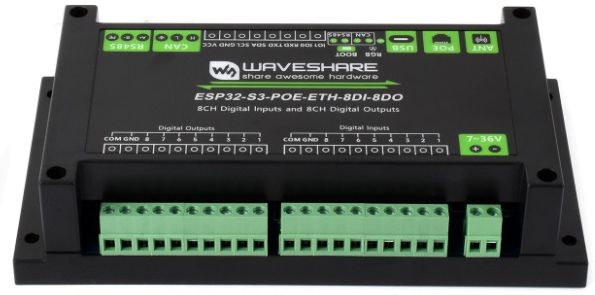 RS485 CAN IO1 IO0 RXD TXD SDA SCL GND VCC CAN RS485 BOOT RGB USB POE ANT
WAVESHARE
share awesome hardware
ESP32-S3-POE-ETH-8DI-8DO
8CH Digital Inputs and 8CH Digital Outputs
Digital Outputs Digital Inputs
COM GND 8 7 6 5 4 3 2 1 COM GND 8 7 6 5 4 3 2 1 7~36V